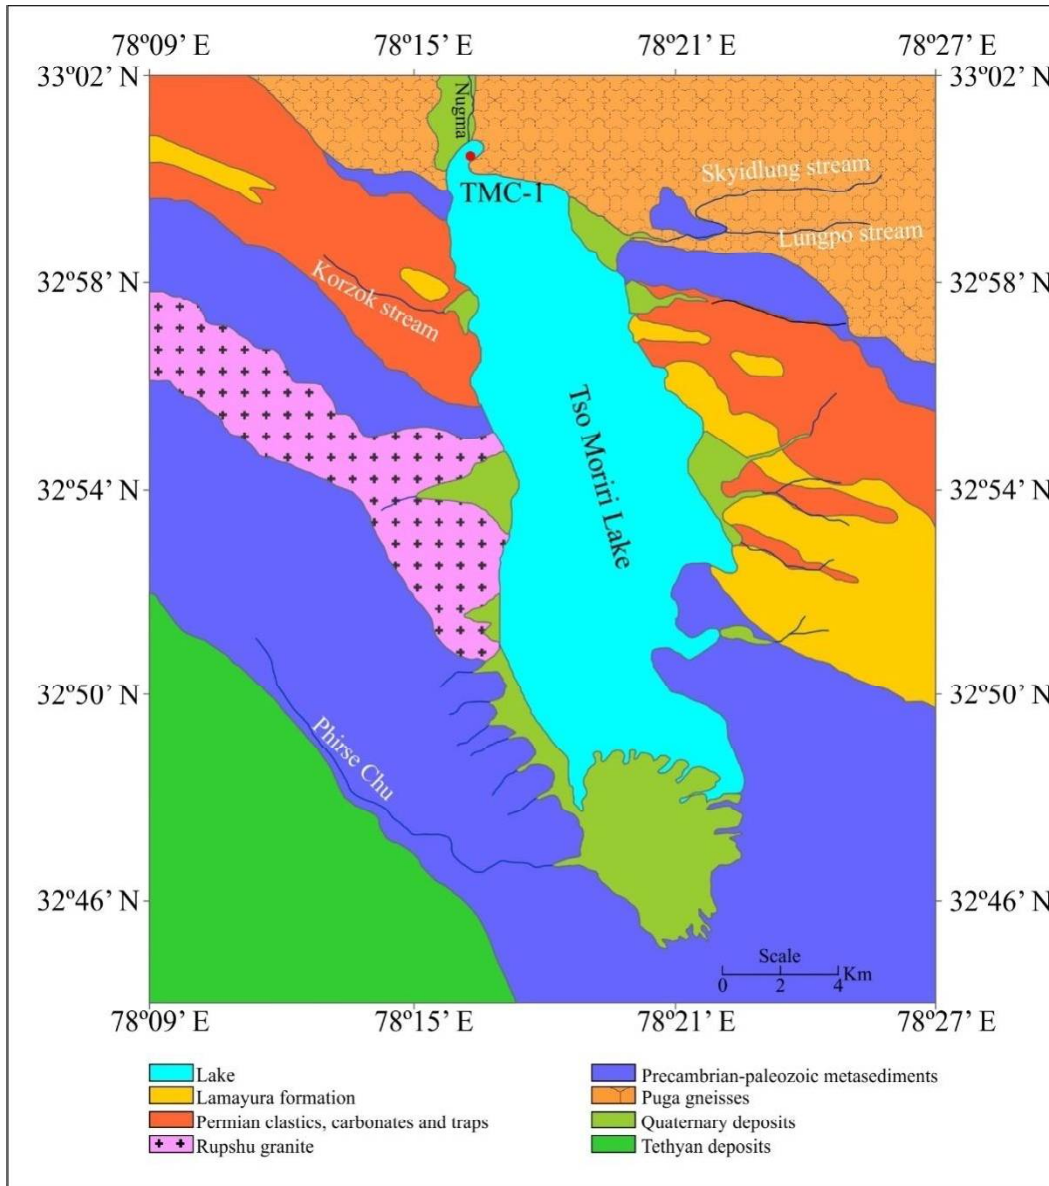 78º09’ E 78º15’ E 78º21’ E 78º27’ E
33º02’ N 33º02’ N
Nugma
TMC-1
Skyidlung stream
Lungpo stream
32º58’ N 32º58’ N
Korzok stream
Tso Moriri Lake
32º54’ N 32º54’ N
32º50’ N 32º50’ N
Phirse Chu
32º46’ N 32º46’ N
Scale
0 2 4 Km
78º09’ E 78º15’ E 78º21’ E 78º27’ E
Lake
Lamayura formation
Permian clastics, carbonates and traps
Rupshu granite
Precambrian-paleozoic metasediments
Puga gneisses
Quaternary deposits
Tethyan deposits